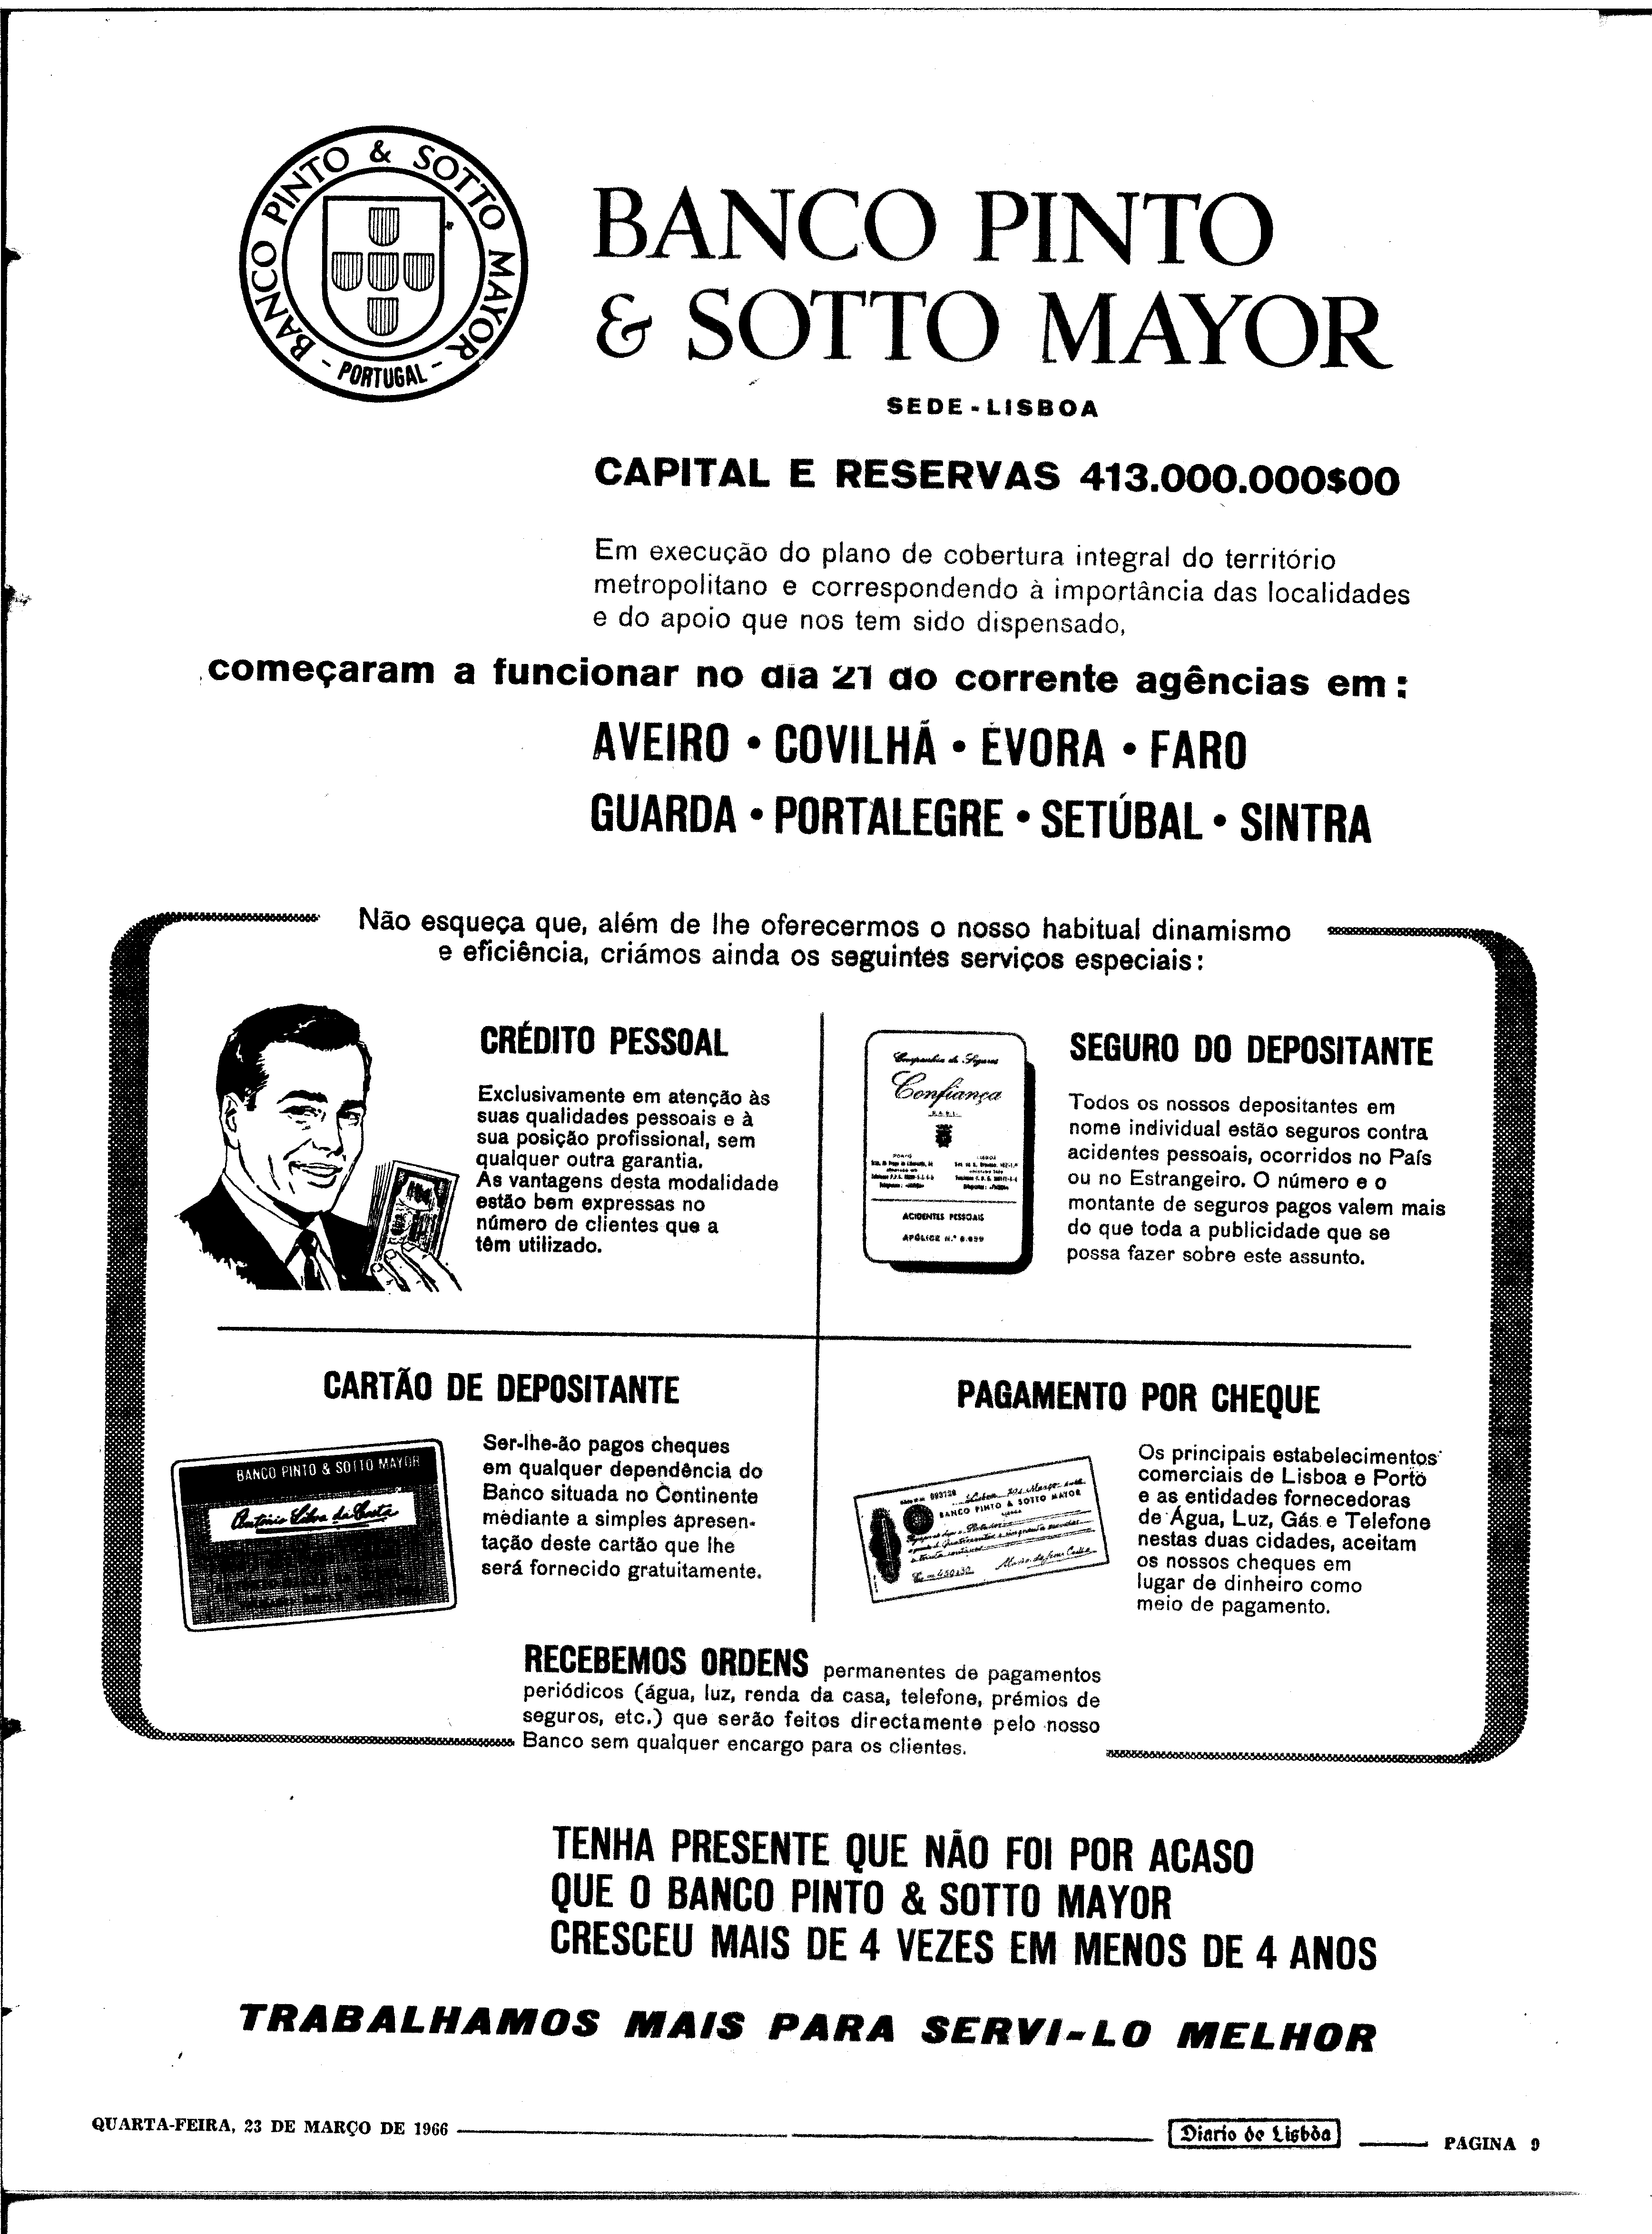 BANCO PINTO & SOTTO MAYOR
- PORTUGAL -
BANCO PINTO
& SOTTO MAYOR
SEDE - LISBOA
CAPITAL E RESERVAS 413.000.000$00
Em execução do plano de cobertura integral do território
metropolitano e correspondendo à importância das localidades
e do apoio que nos tem sido dispensado,
começaram a funcionar no dia 21 do corrente agências em:
AVEIRO • COVILHÃ • ÉVORA • FARO
GUARDA • PORTALEGRE • SETÚBAL • SINTRA
Não esqueça que, além de lhe oferecermos o nosso habitual dinamismo
e eficiência, criámos ainda os seguintes serviços especiais:
CRÉDITO PESSOAL
Exclusivamente em atenção às
suas qualidades pessoais e à
sua posição profissional, sem
qualquer outra garantia.
As vantagens desta modalidade
estão bem expressas no
número de clientes que a
têm utilizado.
Companhia de Seguros
Confiança
PORTO
LISBOA
ACIDENTES PESSOAIS
APÓLICE N.º
SEGURO DO DEPOSITANTE
Todos os nossos depositantes em
nome individual estão seguros contra
acidentes pessoais, ocorridos no País
ou no Estrangeiro. O número e o
montante de seguros pagos valem mais
do que toda a publicidade que se
possa fazer sobre este assunto.
CARTÃO DE DEPOSITANTE
BANCO PINTO & SOTTO MAYOR
António Silva da Costa
Ser-lhe-ão pagos cheques
em qualquer dependência do
Banco situada no Continente
mediante a simples apresen-
tação deste cartão que lhe
será fornecido gratuitamente.
PAGAMENTO POR CHEQUE
BANCO PINTO & SOTTO MAYOR
Os principais estabelecimentos
comerciais de Lisboa e Porto
e as entidades fornecedoras
de Água, Luz, Gás e Telefone
nestas duas cidades, aceitam
os nossos cheques em
lugar de dinheiro como
meio de pagamento.
RECEBEMOS ORDENS permanentes de pagamentos
periódicos (água, luz, renda da casa, telefone, prémios de
seguros, etc.) que serão feitos directamente pelo nosso
Banco sem qualquer encargo para os clientes.
TENHA PRESENTE QUE NÃO FOI POR ACASO
QUE O BANCO PINTO & SOTTO MAYOR
CRESCEU MAIS DE 4 VEZES EM MENOS DE 4 ANOS
TRABALHAMOS MAIS PARA SERVI-LO MELHOR
QUARTA-FEIRA, 23 DE MARÇO DE 1966
Diario de Lisbôa
PÁGINA 9